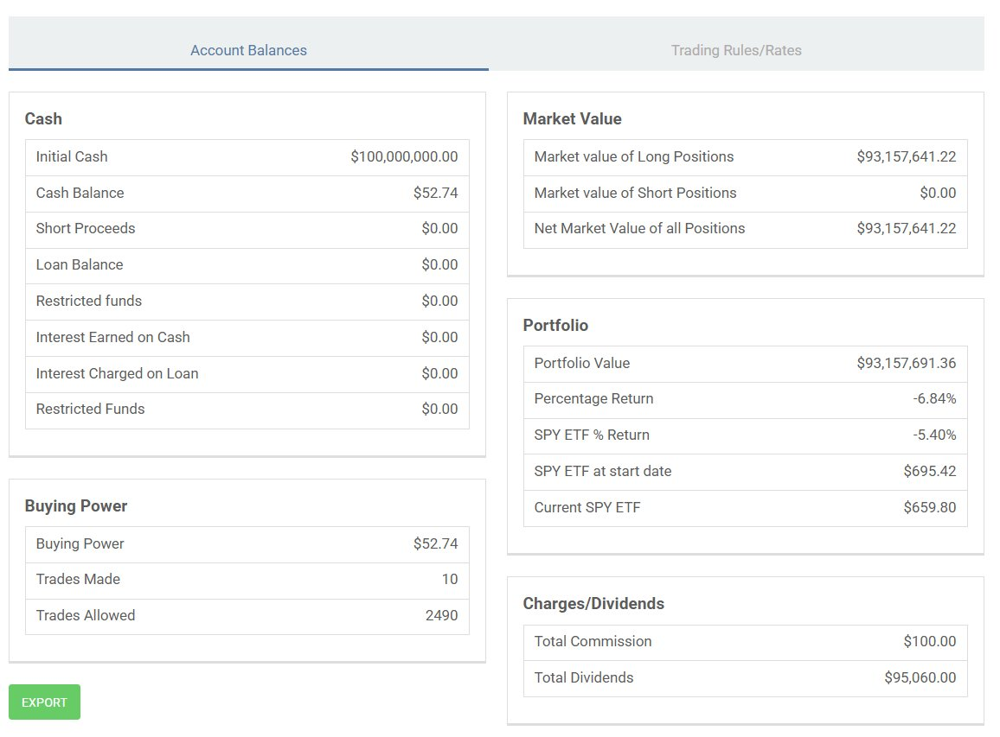 Account Balances
Trading Rules/Rates
Cash
Initial Cash $100,000,000.00
Cash Balance $52.74
Short Proceeds $0.00
Loan Balance $0.00
Restricted funds $0.00
Interest Earned on Cash $0.00
Interest Charged on Loan $0.00
Restricted Funds $0.00
Buying Power
Buying Power $52.74
Trades Made 10
Trades Allowed 2490
EXPORT
Market Value
Market value of Long Positions $93,157,641.22
Market value of Short Positions $0.00
Net Market Value of all Positions $93,157,641.22
Portfolio
Portfolio Value $93,157,691.36
Percentage Return -6.84%
SPY ETF % Return -5.40%
SPY ETF at start date $695.42
Current SPY ETF $659.80
Charges/Dividends
Total Commission $100.00
Total Dividends $95,060.00